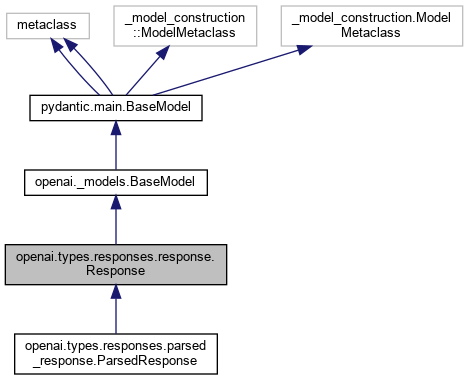 metaclass
_model_construction
::ModelMetaclass
_model_construction.Model
Metaclass
pydantic.main.BaseModel
openai._models.BaseModel
openai.types.responses.response.
Response
openai.types.responses.parsed
_response.ParsedResponse